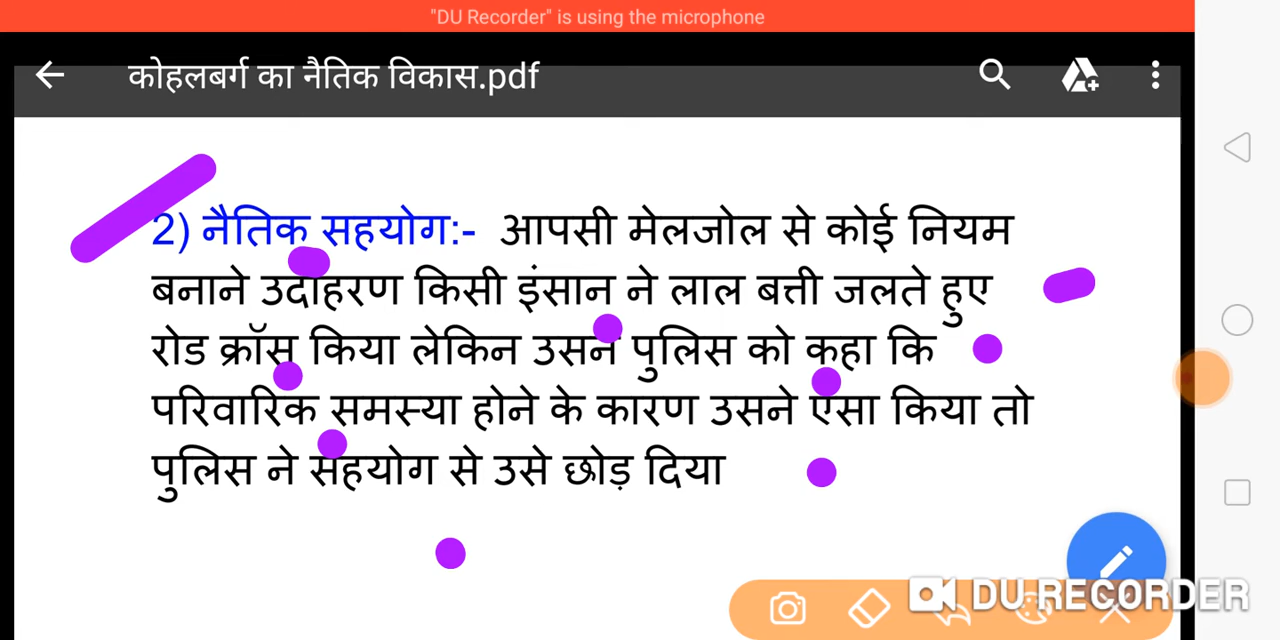 "DU Recorder" is using the microphone
कोहलबर्ग का नैतिक विकास.pdf
2) नैतिक सहयोग:- आपसी मेलजोल से कोई नियम
बनाने उदाहरण किसी इंसान ने लाल बत्ती जलते हुए
रोड क्रॉस किया लेकिन उसने पुलिस को कहा कि
परिवारिक समस्या होने के कारण उसने ऐसा किया तो
पुलिस ने सहयोग से उसे छोड़ दिया
DU RECORDER